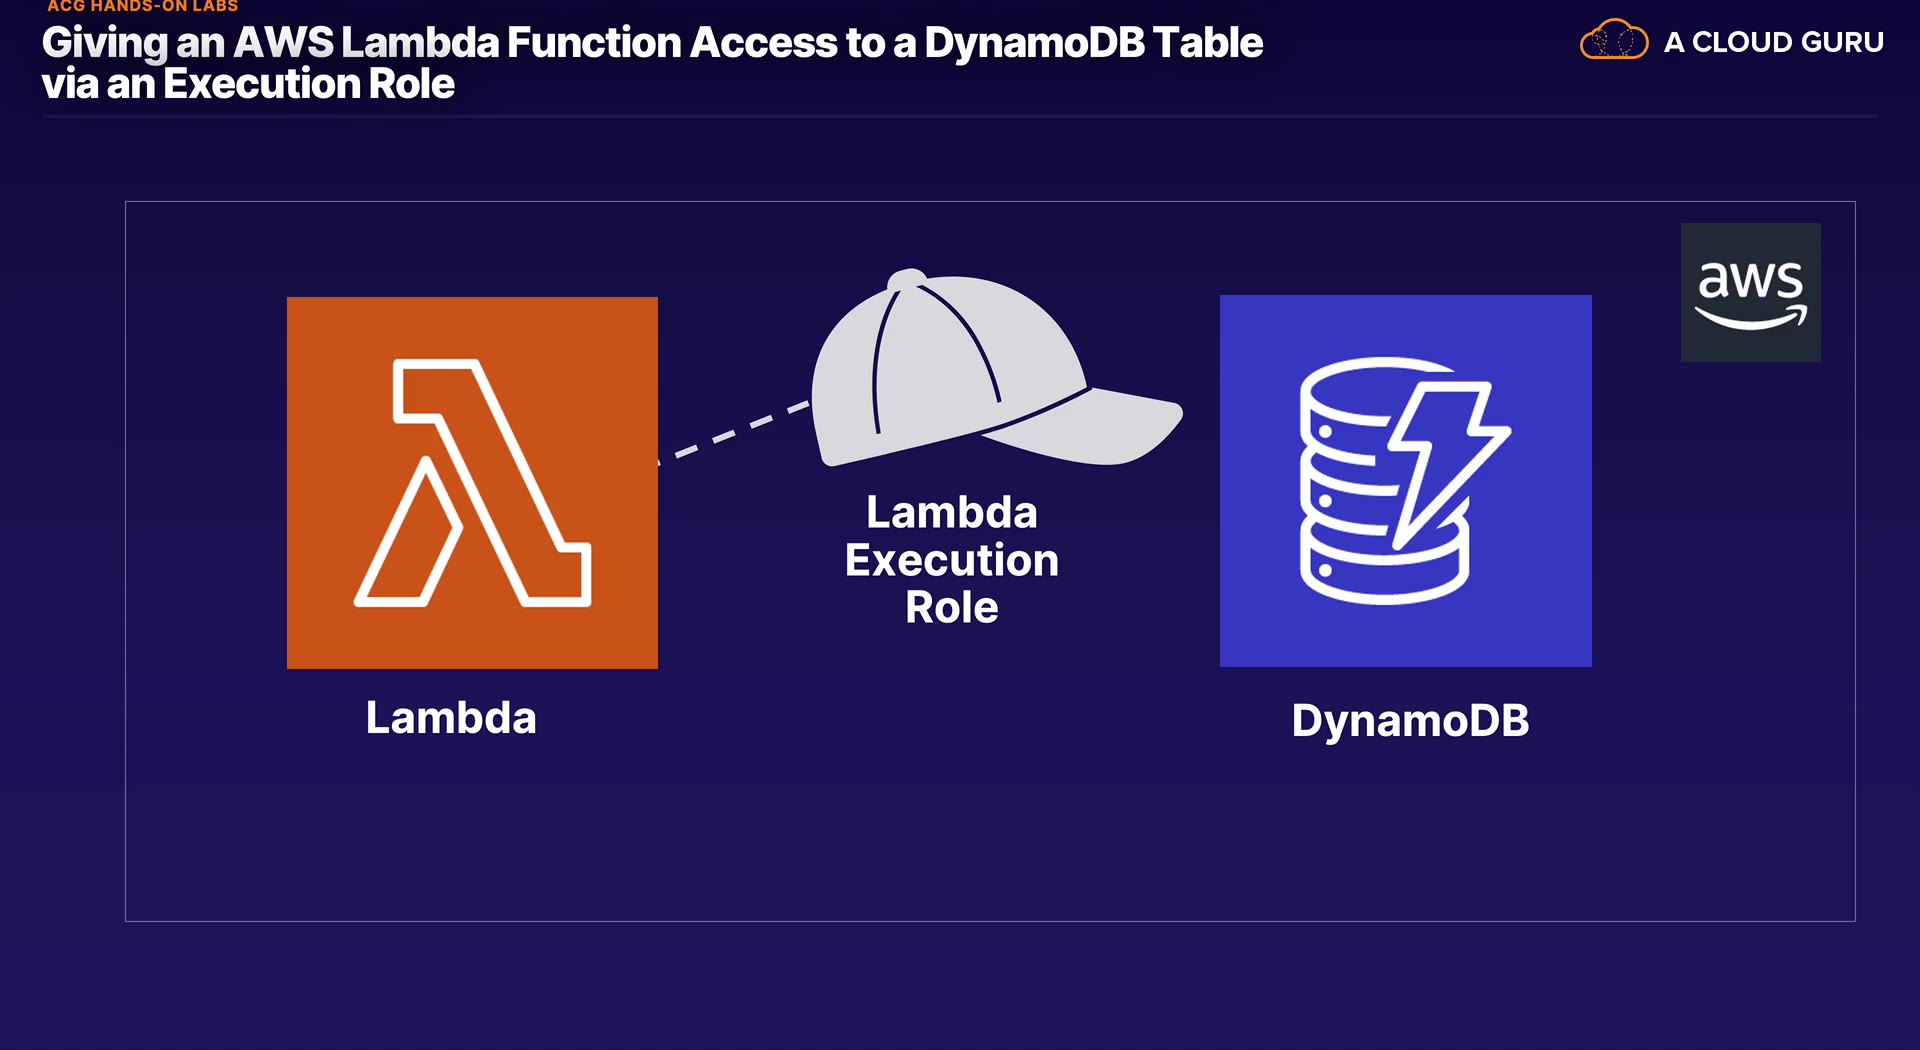 ACG HANDS-ON LABS
Giving an AWS Lambda Function Access to a DynamoDB Table
via an Execution Role
A CLOUD GURU
aws
Lambda
Execution
Role
Lambda
DynamoDB